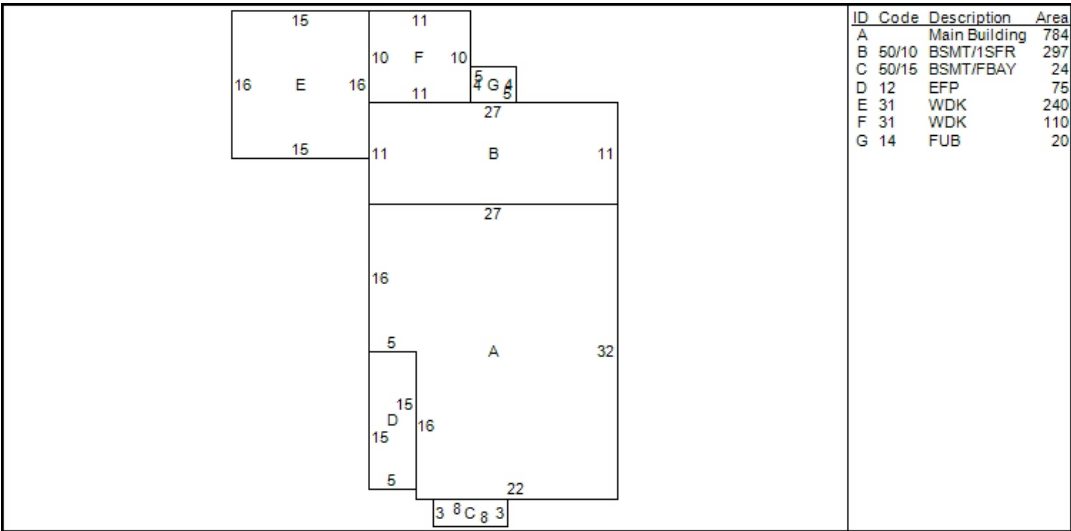 15 11
10 F 10
16 E 16
5
4 G 4
5
11
27
15
11 B 11
27
16
5
A 32
15
D
16
15
5
22
3 8 C 8 3
ID Code Description Area
A Main Building 784
B 50/10 BSMT/1SFR 297
C 50/15 BSMT/FBAY 24
D 12 EFP 75
E 31 WDK 240
F 31 WDK 110
G 14 FUB 20